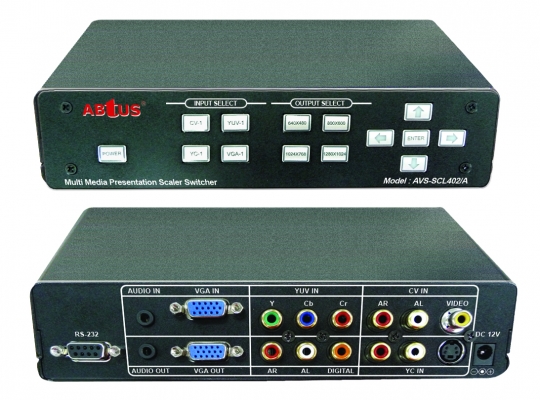 ABtUS®
INPUT SELECT
OUTPUT SELECT
CV-1
YUV-1
640X480
800X600
ENTER
POWER
YC-1
VGA-1
1024X768
1280X1024
Multi Media Presentation Scaler Switcher
Model : AVS-SCL402/A
AUDIO IN
VGA IN
YUV IN
CV IN
Y
Cb
Cr
AR
AL
VIDEO
RS-232
DC 12V
AUDIO OUT
VGA OUT
AR
AL
DIGITAL
YC IN